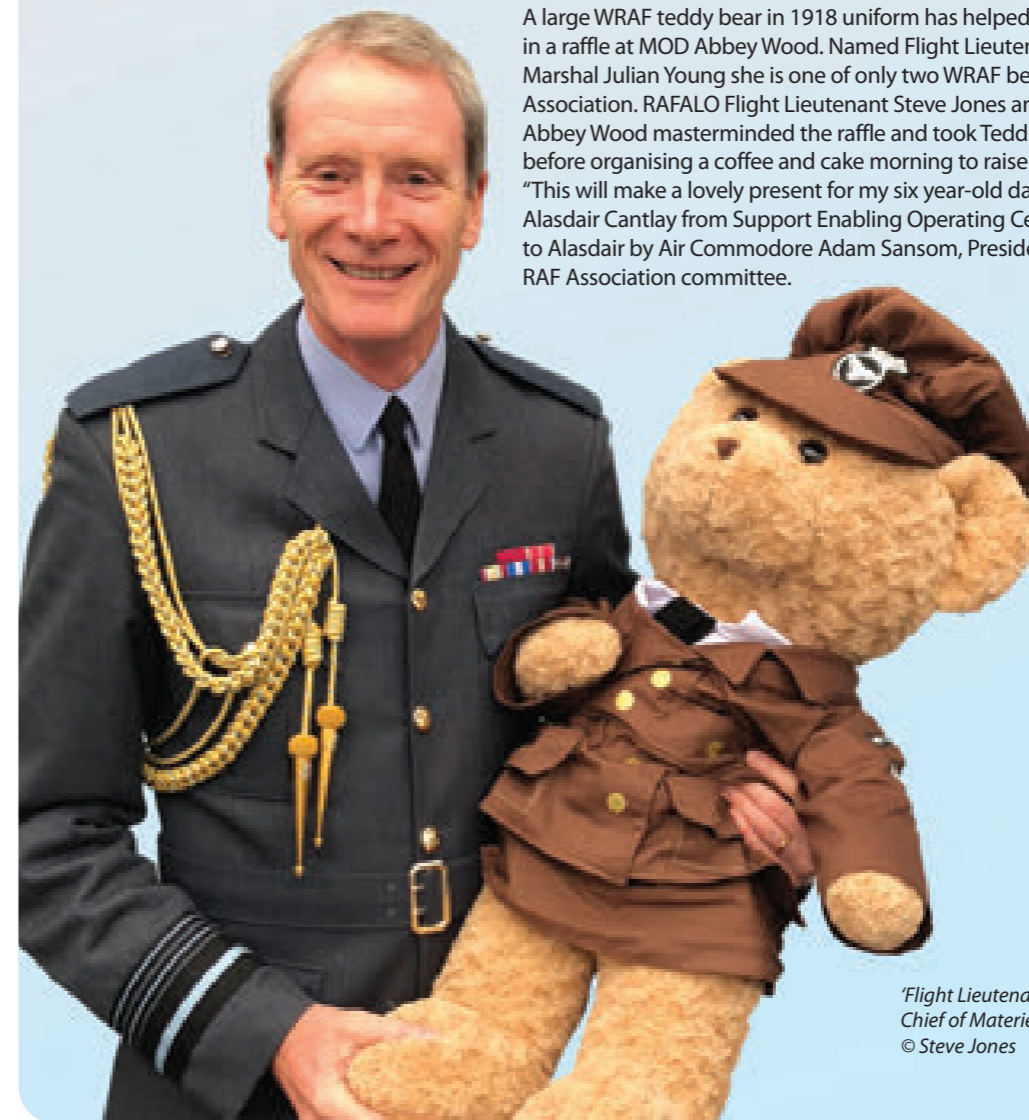 A large WRAF teddy bear in 1918 uniform has helped
in a raffle at MOD Abbey Wood. Named Flight Lieuten
Marshal Julian Young she is one of only two WRAF be
Association. RAFALO Flight Lieutenant Steve Jones an
Abbey Wood masterminded the raffle and took Tedd
before organising a coffee and cake morning to raise
“This will make a lovely present for my six year-old da
Alasdair Cantlay from Support Enabling Operating Ce
to Alasdair by Air Commodore Adam Sansom, Preside
RAF Association committee.
‘Flight Lieutena
Chief of Materie
© Steve Jones